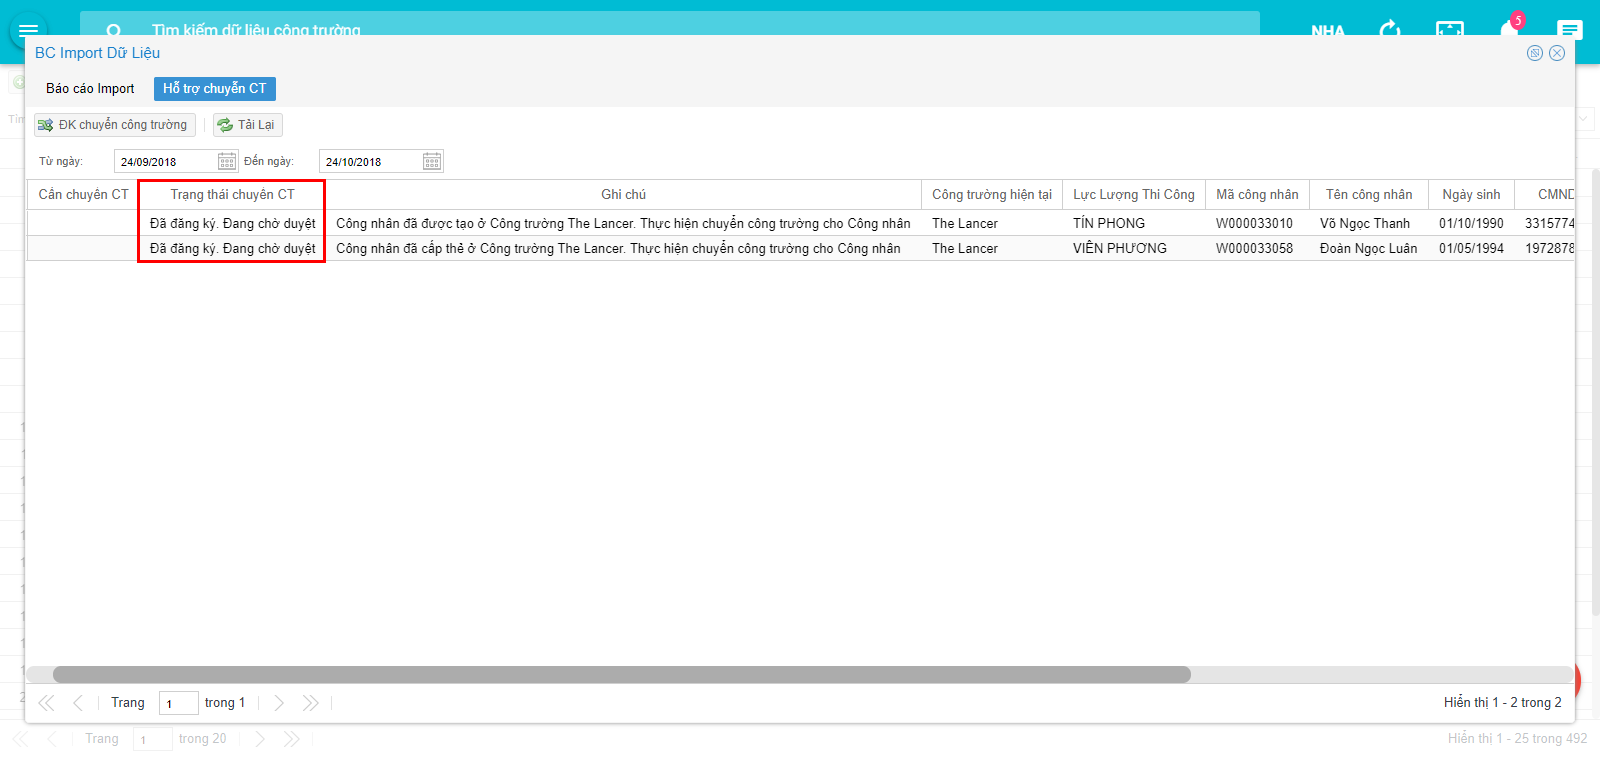 Tìm kiếm dữ liệu công trường
NHA
5
BC Import Dữ Liệu
Báo cáo Import
Hỗ trợ chuyển CT
ĐK chuyển công trường
Tải Lại
Từ ngày:
24/09/2018
Đến ngày:
24/10/2018
Cần chuyển CT
Trạng thái chuyển CT
Ghi chú
Công trường hiện tại
Lực Lượng Thi Công
Mã công nhân
Tên công nhân
Ngày sinh
CMND
Đã đăng ký. Đang chờ duyệt
Công nhân đã được tạo ở Công trường The Lancer. Thực hiện chuyển công trường cho Công nhân
The Lancer
TÍN PHONG
W000033010
Võ Ngọc Thanh
01/10/1990
3315774
Đã đăng ký. Đang chờ duyệt
Công nhân đã cấp thẻ ở Công trường The Lancer. Thực hiện chuyển công trường cho Công nhân
The Lancer
VIÊN PHƯƠNG
W000033058
Đoàn Ngọc Luân
01/05/1994
1972878
Trang
1
trong 1
Hiển thị 1 - 2 trong 2
Trang
1
trong 20
Hiển thị 1 - 25 trong 492